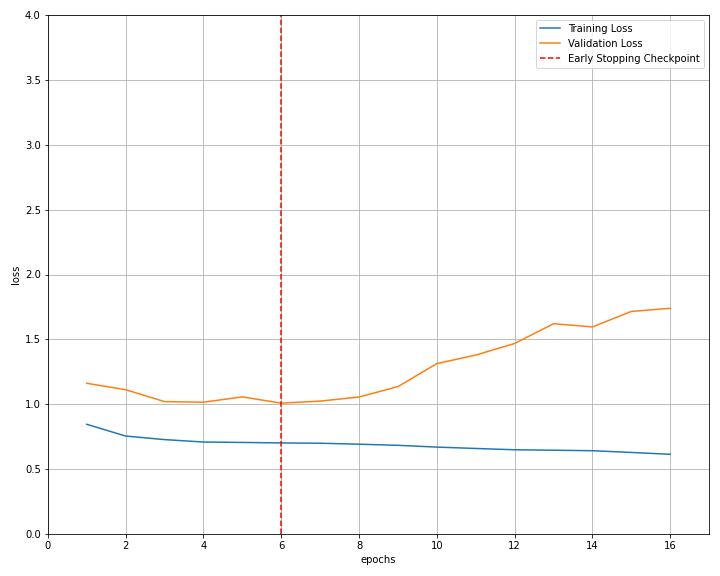 4.0
3.5
3.0
2.5
2.0
1.5
1.0
0.5
0.0
loss
Training Loss
Validation Loss
Early Stopping Checkpoint
0 2 4 6 8 10 12 14 16
epochs